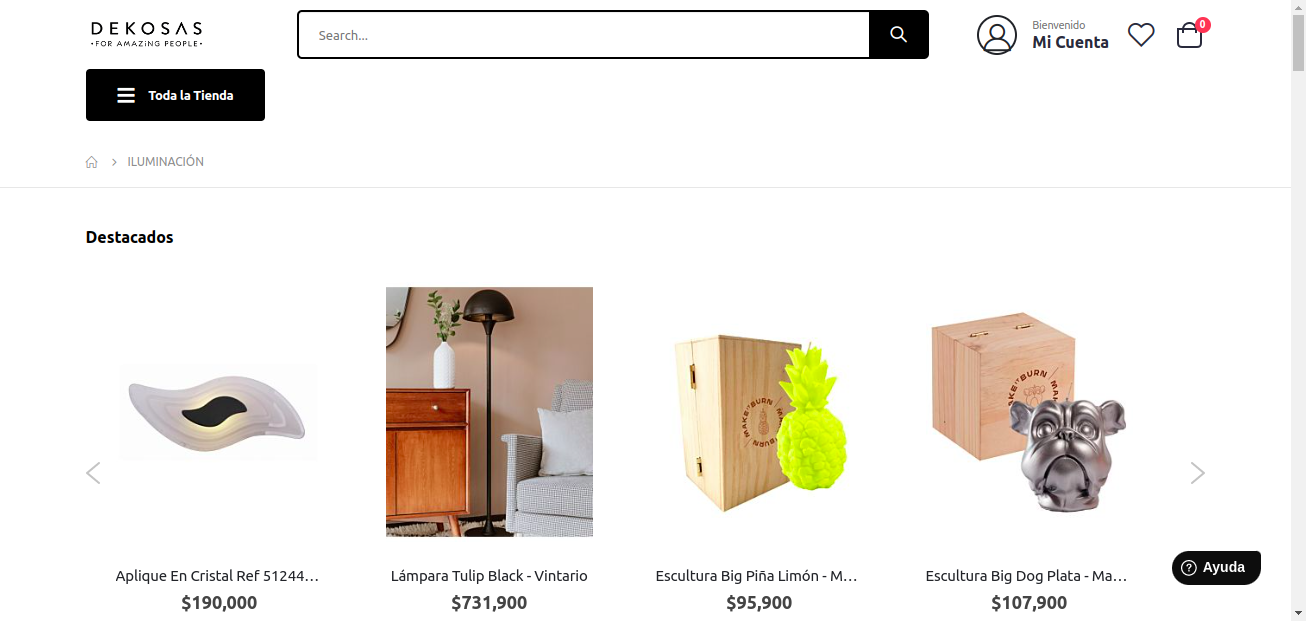 DEKOSAS
•FOR AMAZiNG PEOPLE•
Search...
Bienvenido
Mi Cuenta
0
Toda la Tienda
ILUMINACIÓN
Destacados
MAKE IT BURN
MAKE IT BURN
Aplique En Cristal Ref 51244...
Lámpara Tulip Black - Vintario
Escultura Big Piña Limón - M...
Escultura Big Dog Plata - Ma...
$190,000
$731,900
$95,900
$107,900
? Ayuda